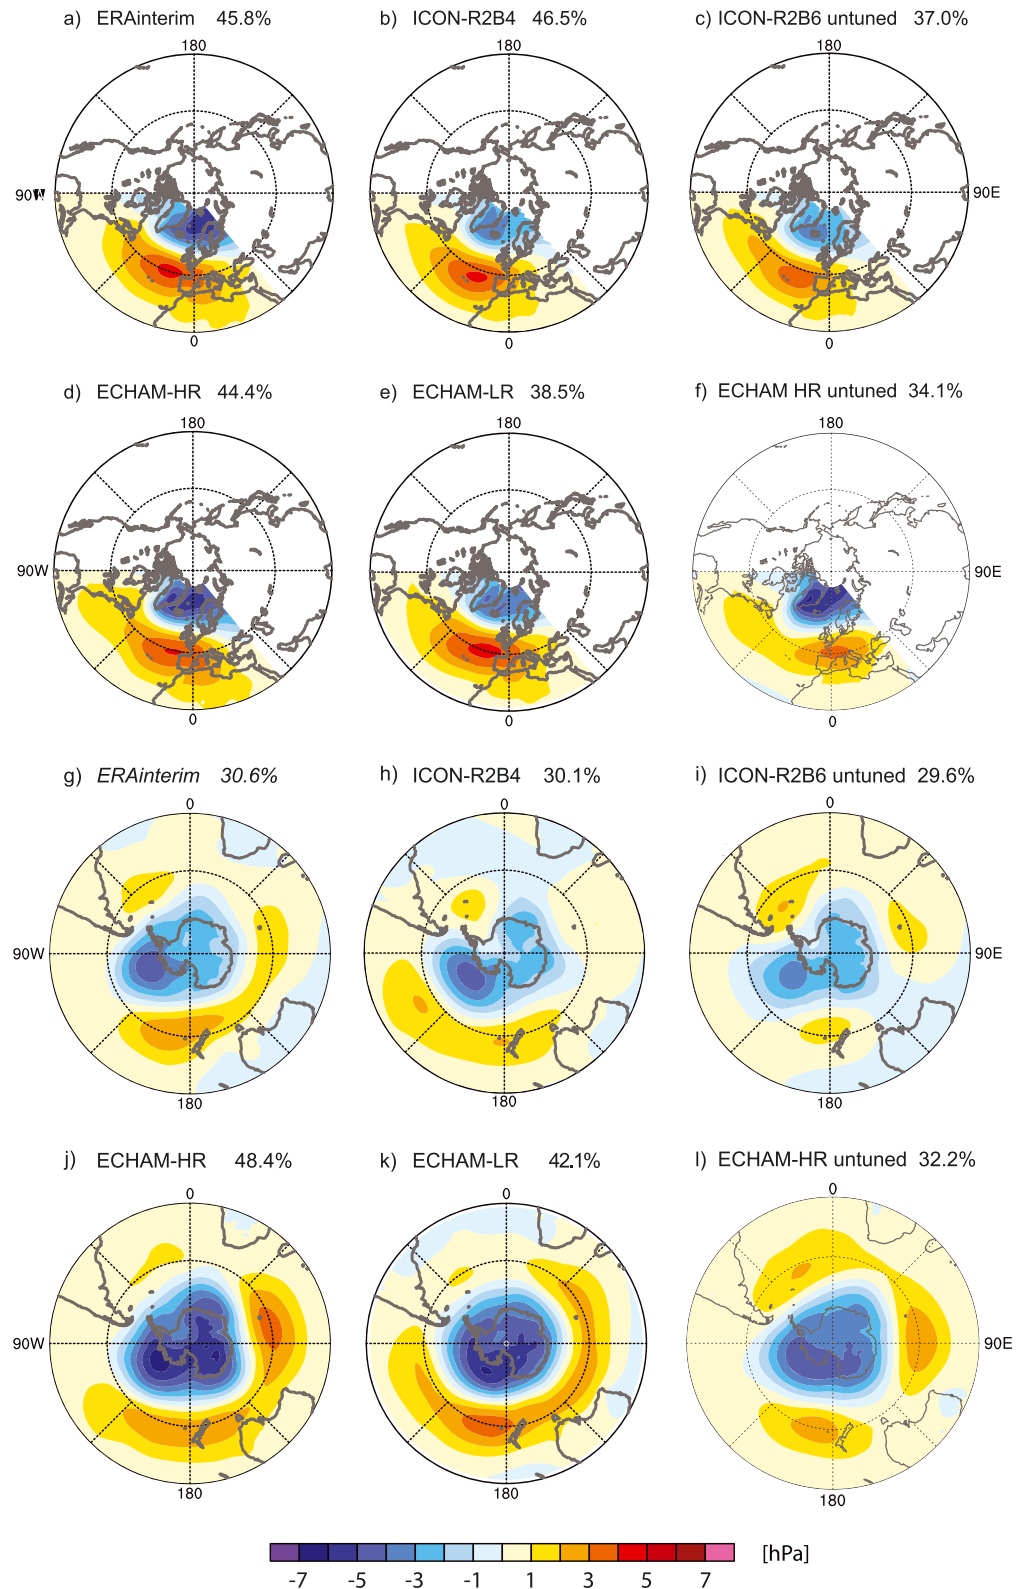 a) ERAinterim 45.8%
b) ICON-R2B4 46.5%
c) ICON-R2B6 untuned 37.0%
180
180
180
90W
90E
0
0
0
d) ECHAM-HR 44.4%
e) ECHAM-LR 38.5%
f) ECHAM HR untuned 34.1%
180
180
180
90W
90E
0
0
0
g) ERAinterim 30.6%
h) ICON-R2B4 30.1%
i) ICON-R2B6 untuned 29.6%
0
0
0
90W
90E
180
180
180
j) ECHAM-HR 48.4%
k) ECHAM-LR 42.1%
l) ECHAM-HR untuned 32.2%
0
0
0
90W
90E
180
180
180
[hPa]
-7 -5 -3 -1 1 3 5 7